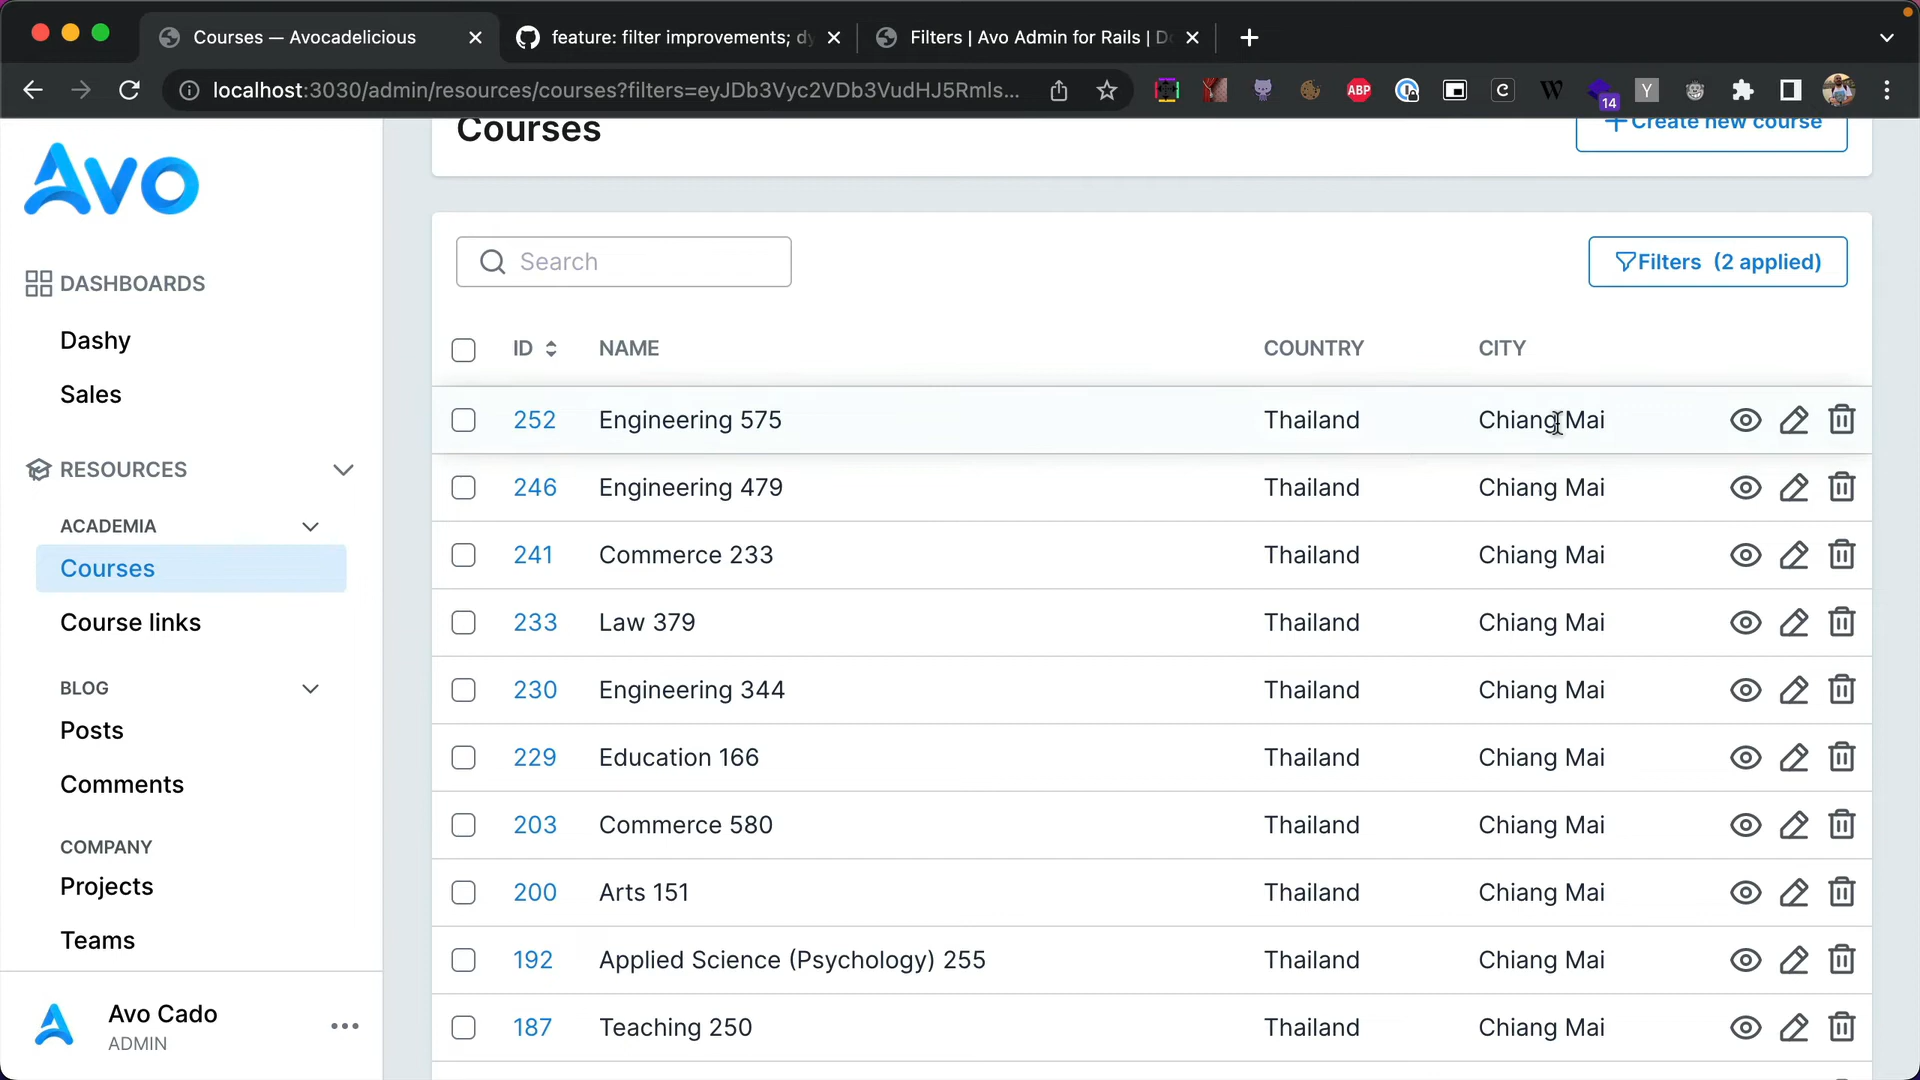 Courses — Avocadelicious
feature: filter improvements; dy
Filters | Avo Admin for Rails | Do
localhost:3030/admin/resources/courses?filters=eyJDb3Vyc2VDb3VudHJ5Rmls...
ABP
C
W
14
Y
Avo
DASHBOARDS
Dashy
Sales
RESOURCES
ACADEMIA
Courses
Course links
BLOG
Posts
Comments
COMPANY
Projects
Teams
Avo Cado
ADMIN
Courses
+ Create new course
Search
Filters (2 applied)
ID NAME COUNTRY CITY
252 Engineering 575 Thailand Chiang Mai
246 Engineering 479 Thailand Chiang Mai
241 Commerce 233 Thailand Chiang Mai
233 Law 379 Thailand Chiang Mai
230 Engineering 344 Thailand Chiang Mai
229 Education 166 Thailand Chiang Mai
203 Commerce 580 Thailand Chiang Mai
200 Arts 151 Thailand Chiang Mai
192 Applied Science (Psychology) 255 Thailand Chiang Mai
187 Teaching 250 Thailand Chiang Mai